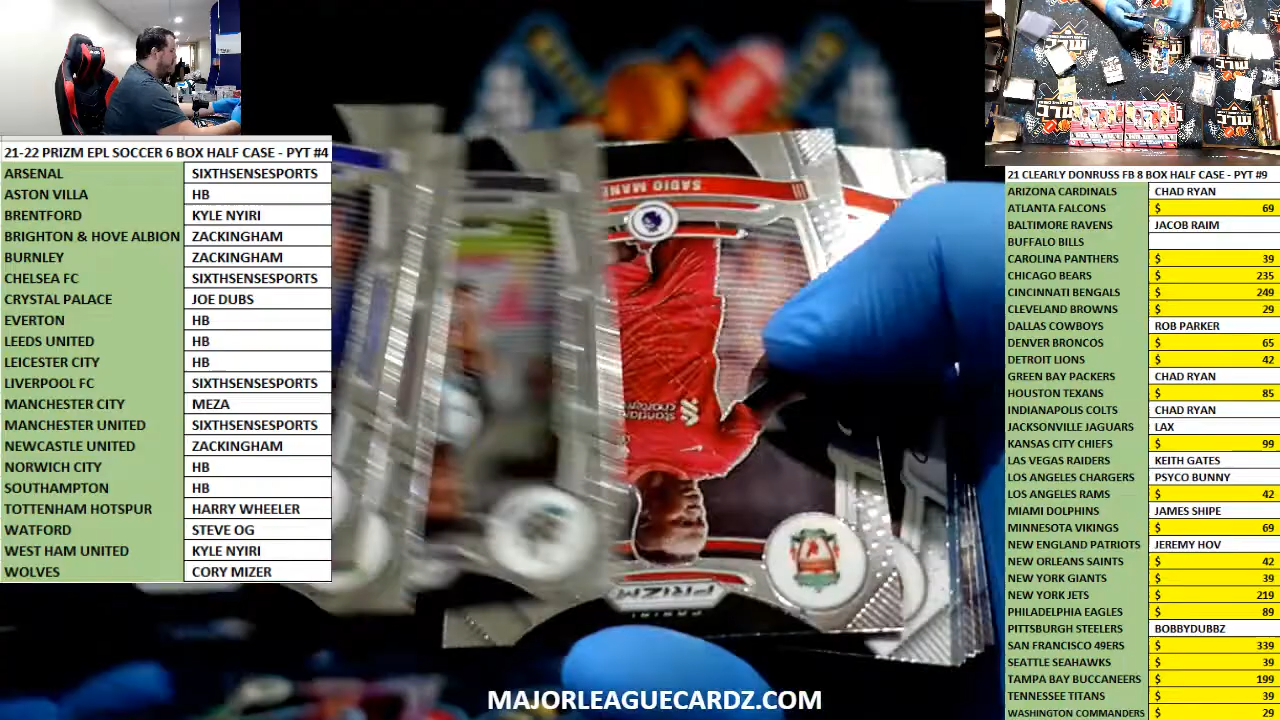 21-22 PRIZM EPL SOCCER 6 BOX HALF CASE - PYT #4
ARSENAL SIXTHSENSESPORTS
ASTON VILLA HB
BRENTFORD KYLE NYIRI
BRIGHTON & HOVE ALBION ZACKINGHAM
BURNLEY ZACKINGHAM
CHELSEA FC SIXTHSENSESPORTS
CRYSTAL PALACE JOE DUBS
EVERTON HB
LEEDS UNITED HB
LEICESTER CITY HB
LIVERPOOL FC SIXTHSENSESPORTS
MANCHESTER CITY MEZA
MANCHESTER UNITED SIXTHSENSESPORTS
NEWCASTLE UNITED ZACKINGHAM
NORWICH CITY HB
SOUTHAMPTON HB
TOTTENHAM HOTSPUR HARRY WHEELER
WATFORD STEVE OG
WEST HAM UNITED KYLE NYIRI
WOLVES CORY MIZER
SADIO MANE
standard chartered
PRIZM
PANINI
MAJORLEAGUECARDZ.COM
21 CLEARLY DONRUSS FB 8 BOX HALF CASE - PYT #9
ARIZONA CARDINALS CHAD RYAN
ATLANTA FALCONS $ 69
BALTIMORE RAVENS JACOB RAIM
BUFFALO BILLS
CAROLINA PANTHERS $ 39
CHICAGO BEARS $ 235
CINCINNATI BENGALS $ 249
CLEVELAND BROWNS $ 29
DALLAS COWBOYS ROB PARKER
DENVER BRONCOS $ 65
DETROIT LIONS $ 42
GREEN BAY PACKERS CHAD RYAN
HOUSTON TEXANS $ 85
INDIANAPOLIS COLTS CHAD RYAN
JACKSONVILLE JAGUARS LAX
KANSAS CITY CHIEFS $ 99
LAS VEGAS RAIDERS KEITH GATES
LOS ANGELES CHARGERS PSYCO BUNNY
LOS ANGELES RAMS $ 42
MIAMI DOLPHINS JAMES SHIPE
MINNESOTA VIKINGS $ 69
NEW ENGLAND PATRIOTS JEREMY HOV
NEW ORLEANS SAINTS $ 42
NEW YORK GIANTS $ 39
NEW YORK JETS $ 219
PHILADELPHIA EAGLES $ 89
PITTSBURGH STEELERS BOBBYDUBBZ
SAN FRANCISCO 49ERS $ 339
SEATTLE SEAHAWKS $ 39
TAMPA BAY BUCCANEERS $ 199
TENNESSEE TITANS $ 39
WASHINGTON COMMANDERS $ 29